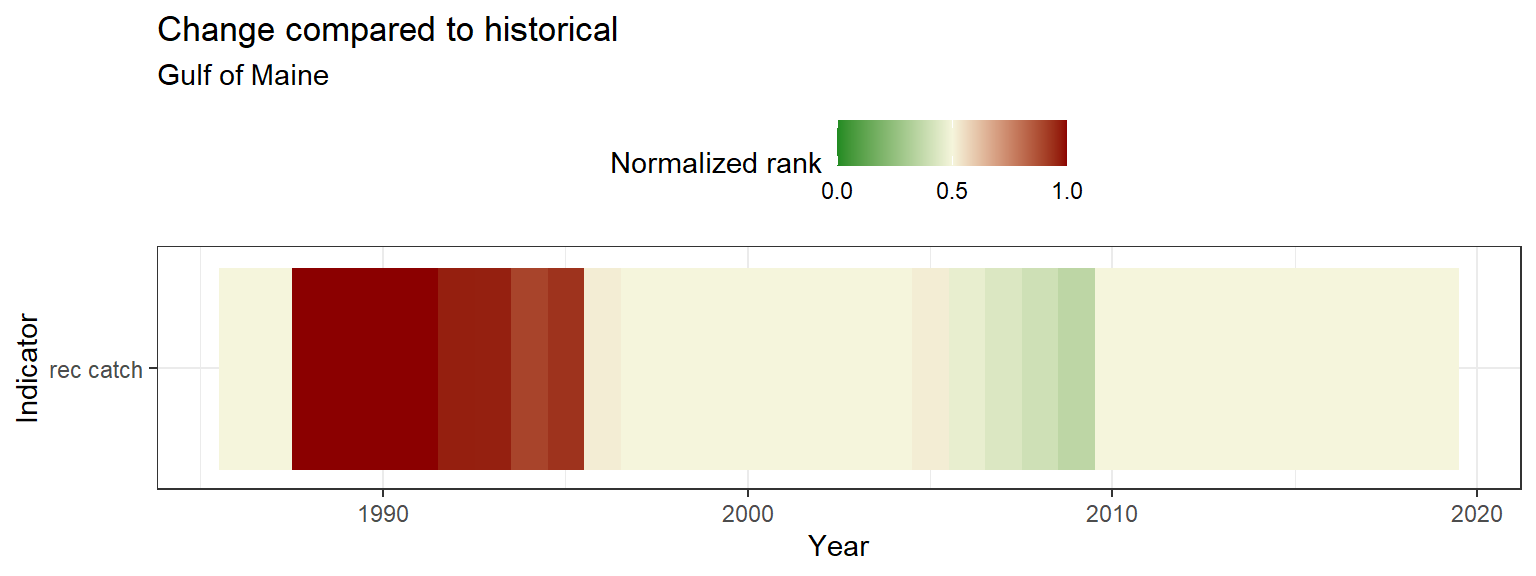 Change compared to historical
Gulf of Maine
Normalized rank
0.0 0.5 1.0
Indicator
rec catch
1990 2000 2010 2020
Year